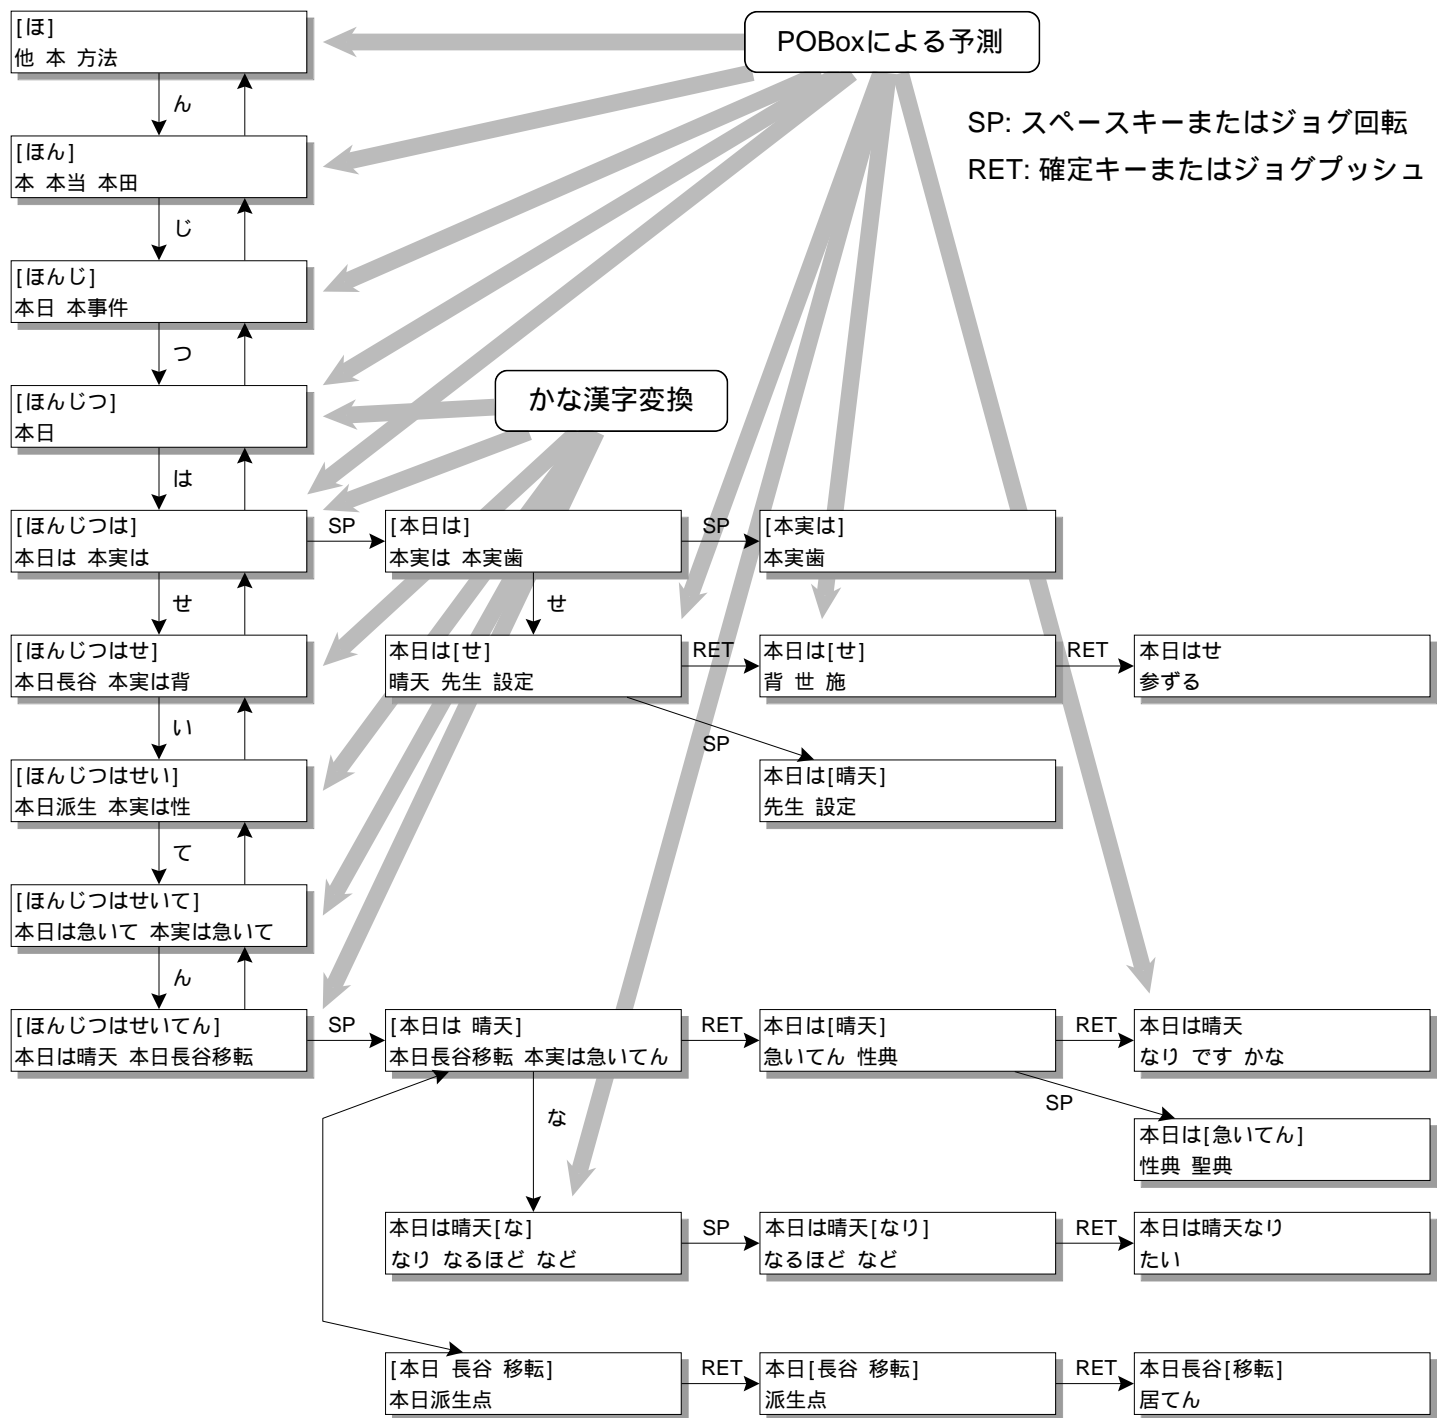 [ほ]
他 本 方法
POBoxによる予測
ん
SP: スペースキーまたはジョグ回転
RET: 確定キーまたはジョグプッシュ
[ほん]
本 本当 本田
じ
[ほんじ]
本日 本事件
つ
かな漢字変換
[ほんじつ]
本日
は
[ほんじつは]
本日は 本実は
SP
[本日は]
本実は 本実歯
SP
[本実は]
本実歯
せ
せ
[ほんじつはせ]
本日長谷 本実は背
本日は[せ]
晴天 先生 設定
RET
本日は[せ]
背 世 施
RET
本日はせ
参ずる
い
SP
[ほんじつはせい]
本日派生 本実は性
本日は[晴天]
先生 設定
て
[ほんじつはせいて]
本日は急いて 本実は急いて
ん
[ほんじつはせいてん]
本日は晴天 本日長谷移転
SP
[本日は 晴天]
本日長谷移転 本実は急いてん
RET
本日は[晴天]
急いてん 性典
RET
本日は晴天
なり です かな
な
SP
本日は[急いてん]
性典 聖典
本日は晴天[な]
なり なるほど など
SP
本日は晴天[なり]
なるほど など
RET
本日は晴天なり
たい
[本日 長谷 移転]
本日派生点
RET
本日[長谷 移転]
派生点
RET
本日長谷[移転]
居てん